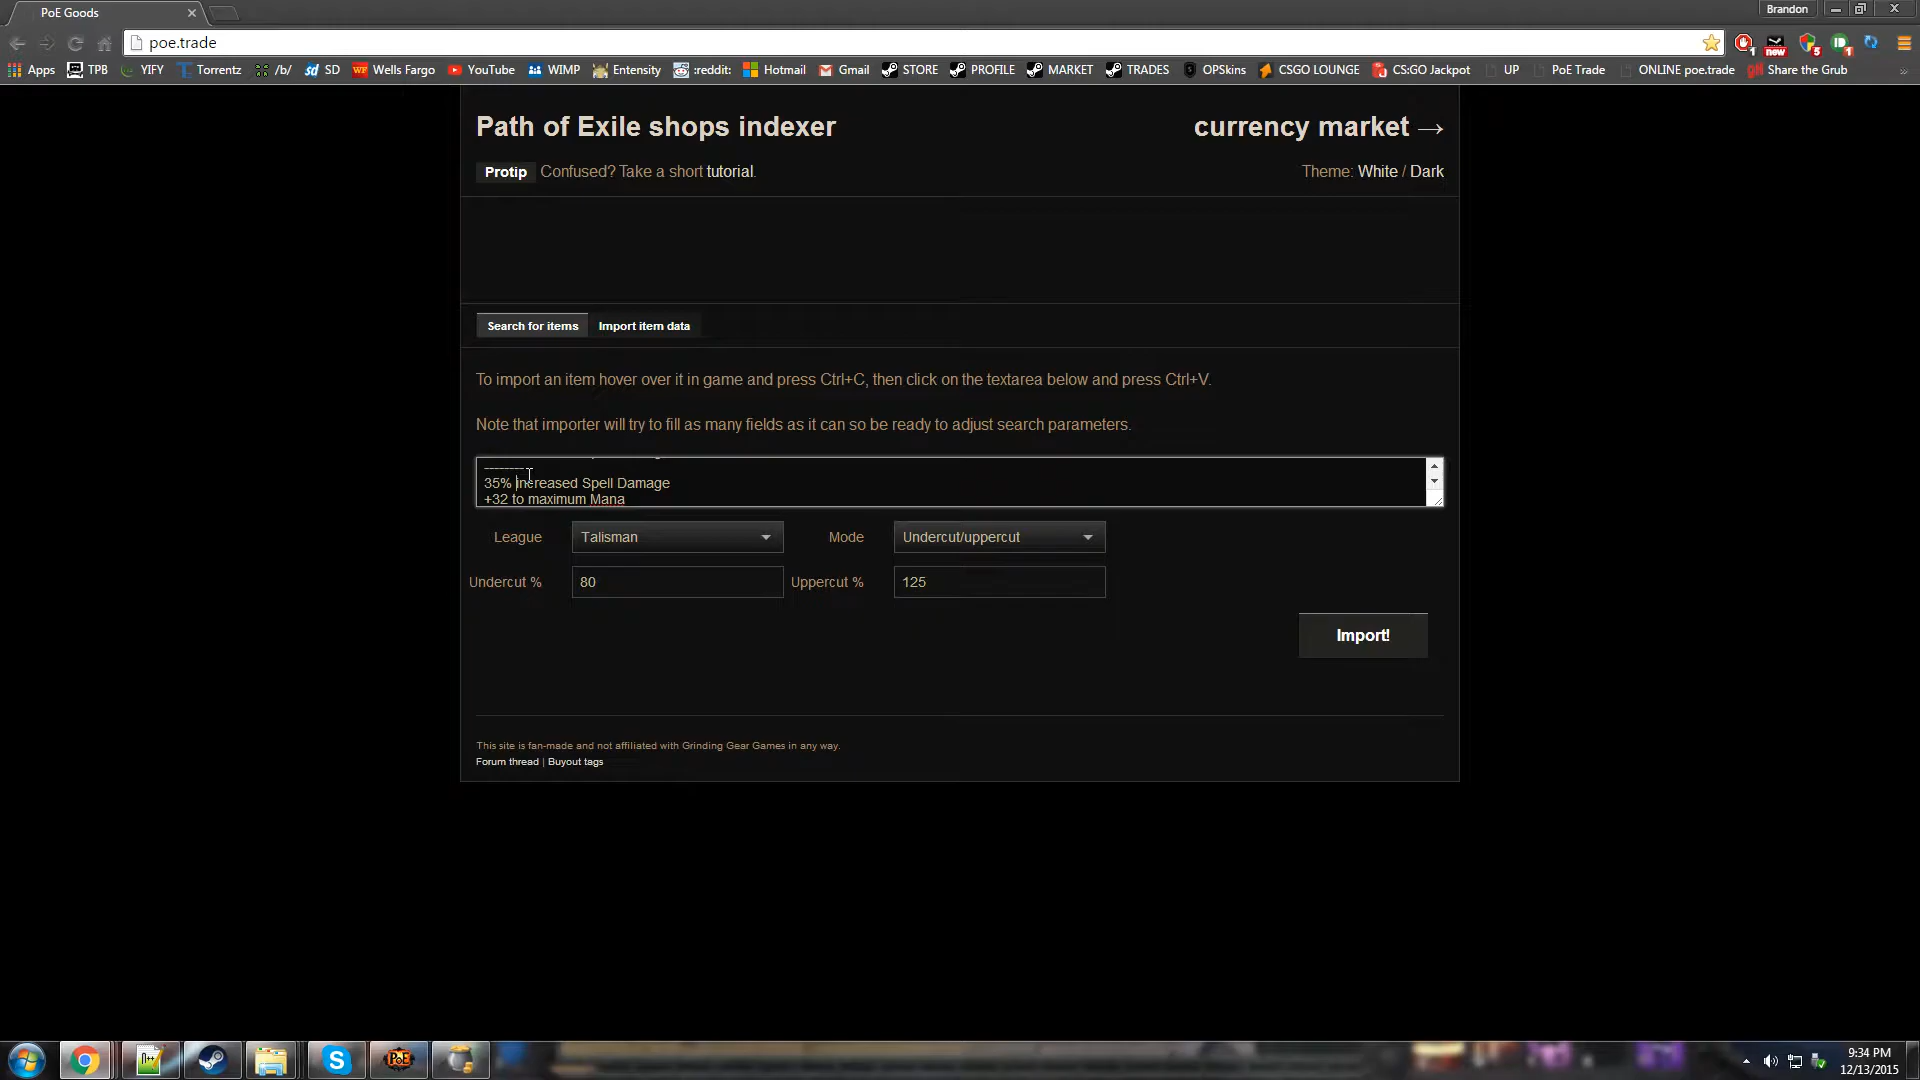 PoE Goods
Brandon
poe.trade
1
new
5
1
Apps
TPB
YIFY
Torrentz
/b/
sd SD
WF Wells Fargo
YouTube
WIMP
Entensity
:reddit:
Hotmail
Gmail
STORE
PROFILE
MARKET
TRADES
OPSkins
CSGO LOUNGE
CS:GO Jackpot
UP
PoE Trade
ONLINE poe.trade
Share the Grub
»
Path of Exile shops indexer
currency market →
Protip Confused? Take a short tutorial.
Theme: White / Dark
Search for items
Import item data
To import an item hover over it in game and press Ctrl+C, then click on the textarea below and press Ctrl+V.
Note that importer will try to fill as many fields as it can so be ready to adjust search parameters.
--------
35% increased Spell Damage
+32 to maximum Mana
League Talisman Mode Undercut/uppercut
Undercut % 80 Uppercut % 125
Import!
This site is fan-made and not affiliated with Grinding Gear Games in any way.
Forum thread | Buyout tags
PoE
9:34 PM
12/13/2015